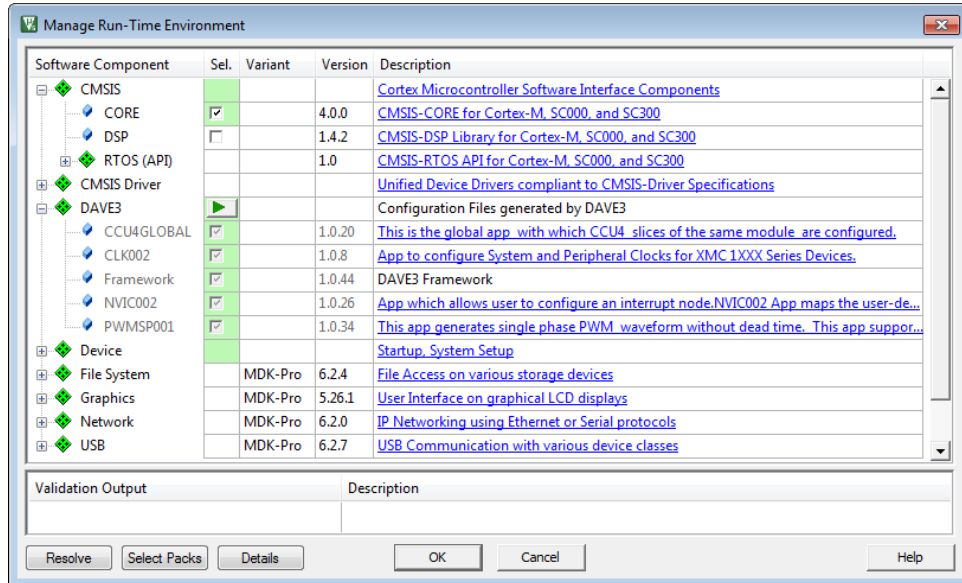 Manage Run-Time Environment
Software Component Sel. Variant Version Description
CMSIS Cortex Microcontroller Software Interface Components
CORE 4.0.0 CMSIS-CORE for Cortex-M, SC000, and SC300
DSP 1.4.2 CMSIS-DSP Library for Cortex-M, SC000, and SC300
RTOS (API) 1.0 CMSIS-RTOS API for Cortex-M, SC000, and SC300
CMSIS Driver Unified Device Drivers compliant to CMSIS-Driver Specifications
DAVE3 Configuration Files generated by DAVE3
CCU4GLOBAL 1.0.20 This is the global app with which CCU4 slices of the same module are configured.
CLK002 1.0.8 App to configure System and Peripheral Clocks for XMC1XXX Series Devices.
Framework 1.0.44 DAVE3 Framework
NVIC002 1.0.26 App which allows user to configure an interrupt node.NVIC002 App maps the user-de...
PWMSP001 1.0.34 This app generates single phase PWM waveform without dead time. This app suppor...
Device Startup, System Setup
File System MDK-Pro 6.2.4 File Access on various storage devices
Graphics MDK-Pro 5.26.1 User Interface on graphical LCD displays
Network MDK-Pro 6.2.0 IP Networking using Ethernet or Serial protocols
USB MDK-Pro 6.2.7 USB Communication with various device classes
Validation Output Description
Resolve Select Packs Details OK Cancel Help